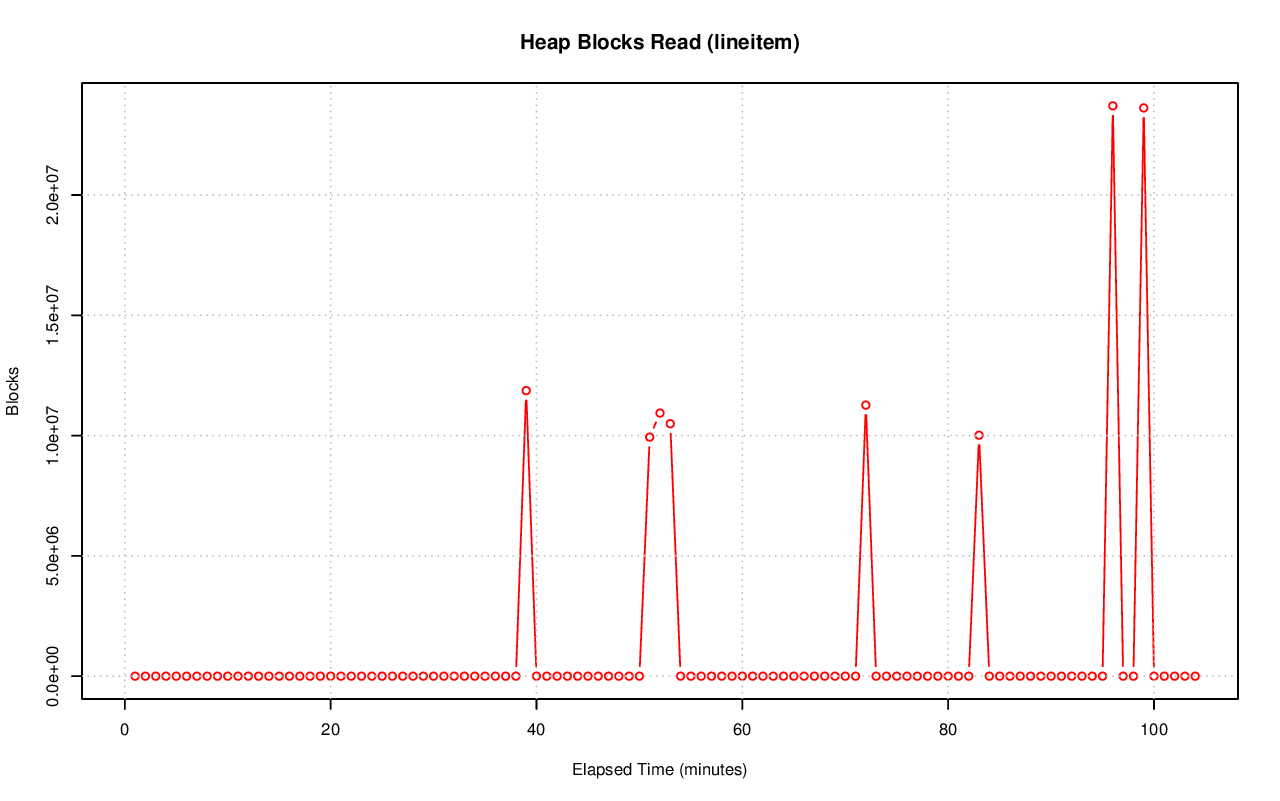 Heap Blocks Read (lineitem)
2.0e+07
1.5e+07
1.0e+07
5.0e+06
0.0e+00
Blocks
0 20 40 60 80 100
Elapsed Time (minutes)